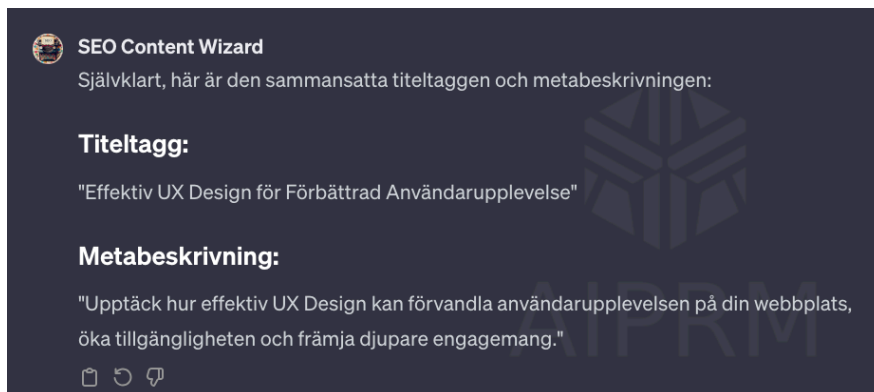 SEO Content Wizard
Självklart, här är den sammansatta titeltaggen och metabeskrivningen:
Titeltagg:
"Effektiv UX Design för Förbättrad Användarupplevelse"
Metabeskrivning:
"Upptäck hur effektiv UX Design kan förvandla användarupplevelsen på din webbplats,
öka tillgängligheten och främja djupare engagemang."
AIPRM